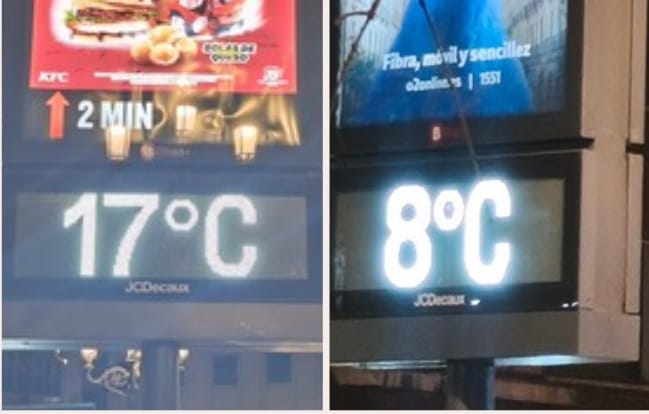 BOLAS DE
QUESO
KFC
2 MIN
17°C
JCDecaux
Fibra, móvil y sencillez
o2online.es | 1551
8°C
JCDecaux